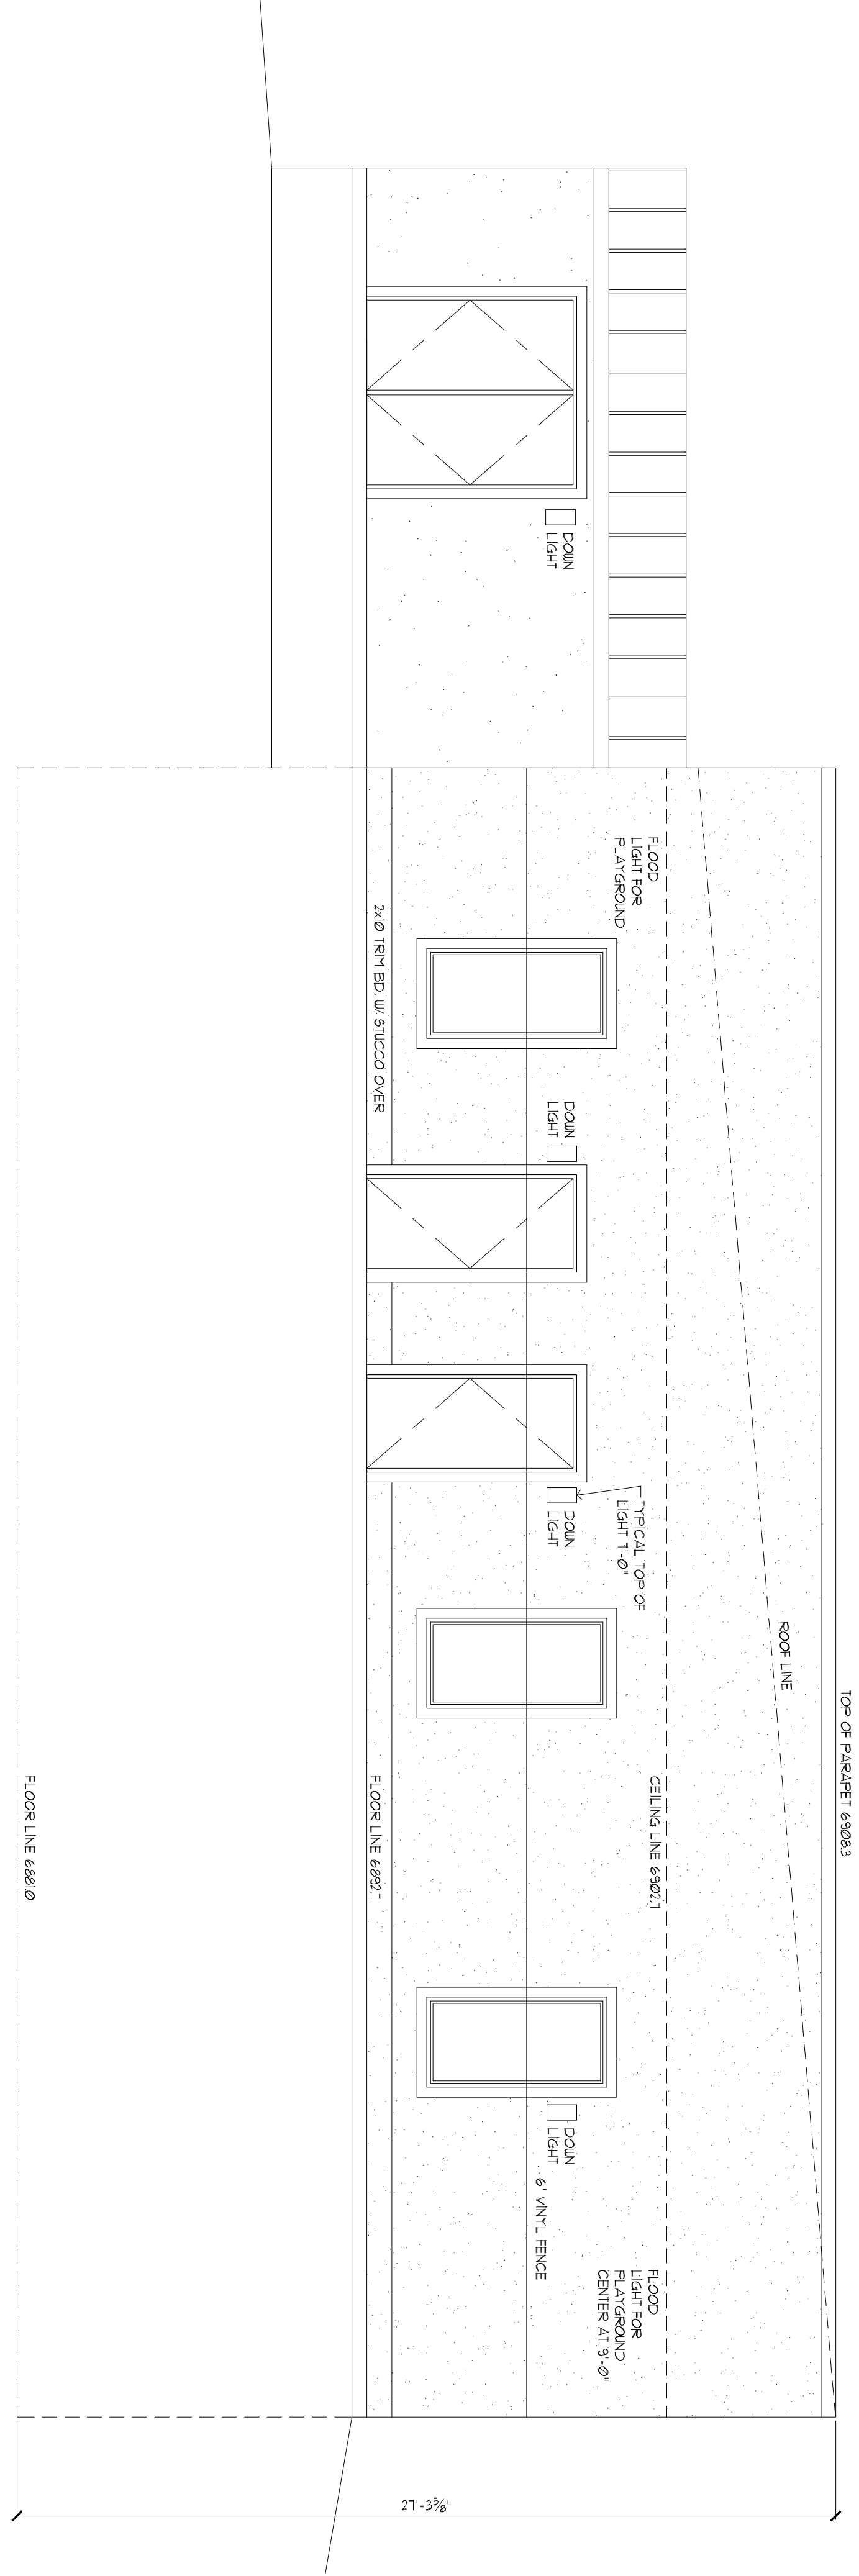 TOP OF PARAPET 6908.3
ROOF LINE
CEILING LINE 6902.7
FLOOD
LIGHT FOR
PLAYGROUND
TYPICAL TOP OF
LIGHT 7'-0"
FLOOD
LIGHT FOR
PLAYGROUND
CENTER AT 9'-0"
DOWN
LIGHT
DOWN
LIGHT
DOWN
LIGHT
DOWN
LIGHT
6' VINYL FENCE
2x10 TRIM BD. W/ STUCCO OVER
FLOOR LINE 6892.7
FLOOR LINE 6881.0
27'-3⅝"